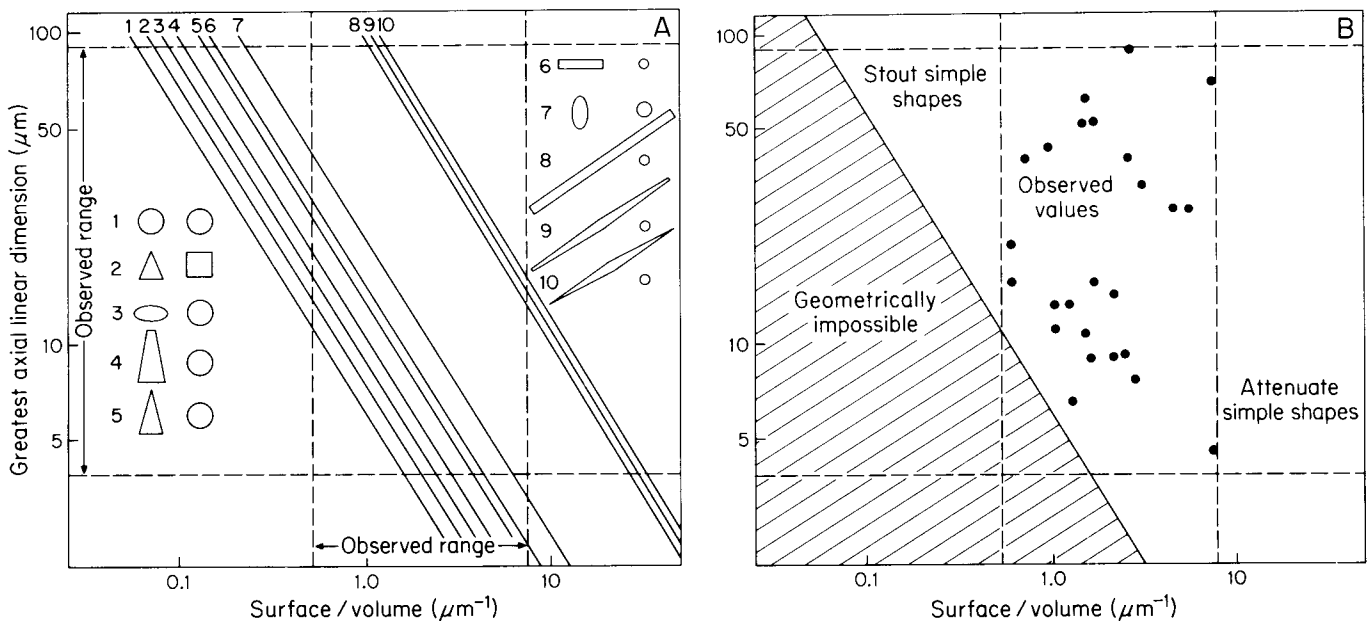 A
1 2 3 4 5 6 7 8 9 10
100
50
10
5
Greatest axial linear dimension (μm)
Observed range
1
2
3
4
5
6
7
8
9
10
Observed range
0.1
1.0
10
Surface / volume (μm⁻¹)
B
100
50
10
5
Stout simple
shapes
Observed
values
Geometrically
impossible
Attenuate
simple shapes
0.1
1.0
10
Surface / volume (μm⁻¹)